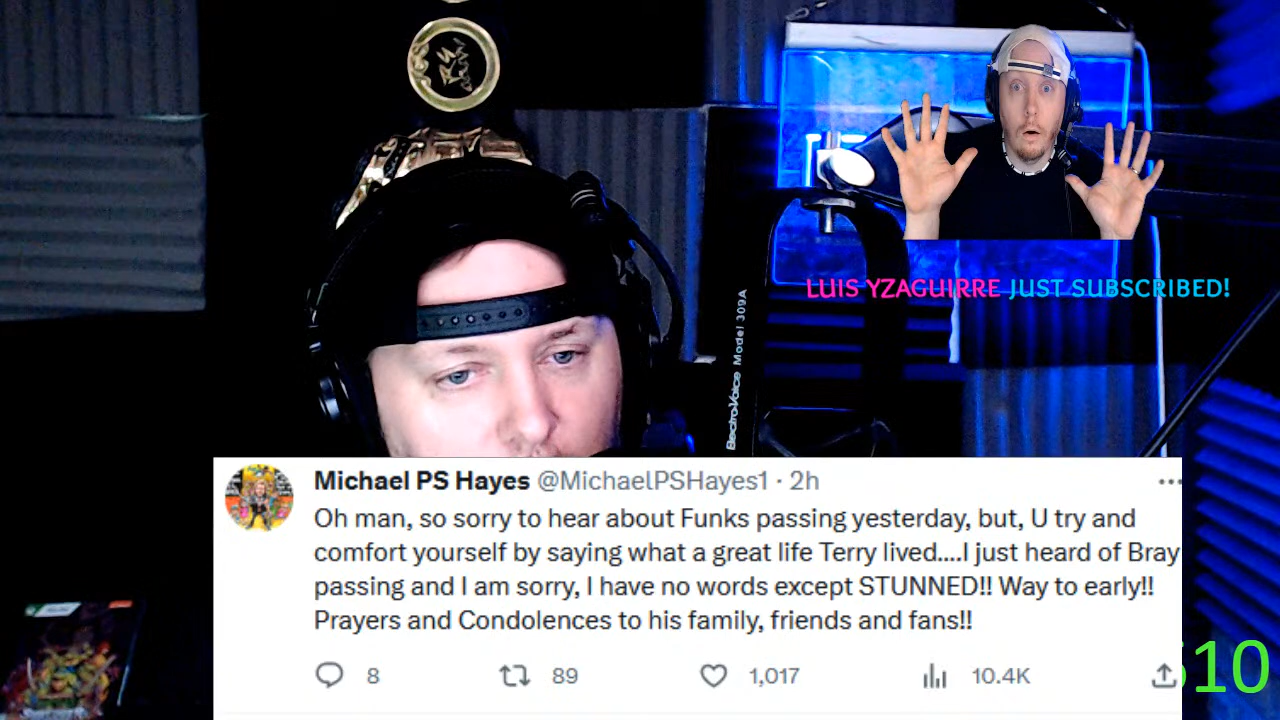 LUIS YZAGUIRRE JUST SUBSCRIBED!
Electro-Voice Model 309A
Michael PS Hayes @MichaelPSHayes1 · 2h
Oh man, so sorry to hear about Funks passing yesterday, but, U try and
comfort yourself by saying what a great life Terry lived....I just heard of Bray
passing and I am sorry, I have no words except STUNNED!! Way to early!!
Prayers and Condolences to his family, friends and fans!!
8 89 1,017 10.4K
510